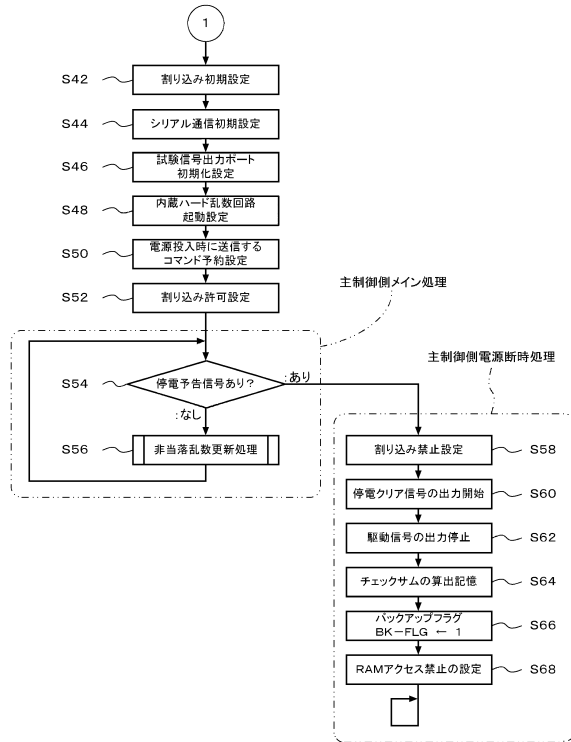 1
S42
割り込み初期設定
S44
シリアル通信初期設定
S46
試験信号出力ポート
初期化設定
S48
内蔵ハード乱数回路
起動設定
S50
電源投入時に送信する
コマンド予約設定
S52
割り込み許可設定
主制御側メイン処理
S54
停電予告信号あり？
:あり
:なし
S56
非当落乱数更新処理
主制御側電源断時処理
割り込み禁止設定
S58
停電クリア信号の出力開始
S60
駆動信号の出力停止
S62
チェックサムの算出記憶
S64
バックアップフラグ
BK－FLG ← 1
S66
RAMアクセス禁止の設定
S68